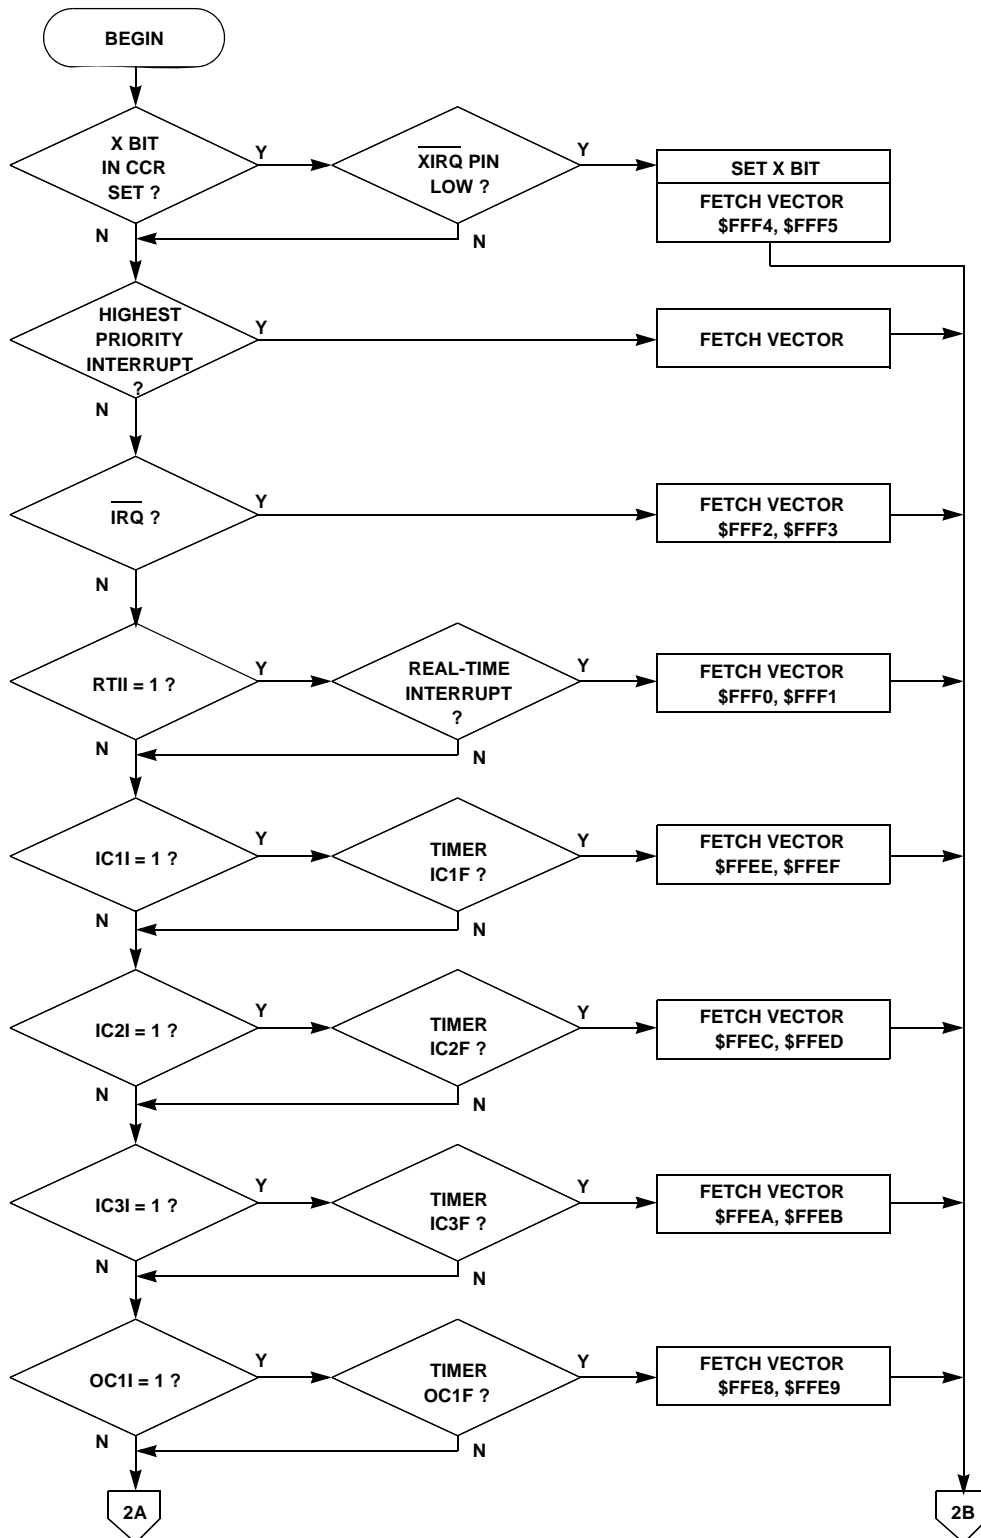 BEGIN
X BIT
IN CCR
SET ?
Y
XIRQ PIN
LOW ?
Y
SET X BIT
FETCH VECTOR
$FFF4, $FFF5
N
N
HIGHEST
PRIORITY
INTERRUPT
?
Y
FETCH VECTOR
N
IRQ ?
Y
FETCH VECTOR
$FFF2, $FFF3
N
RTII = 1 ?
Y
REAL-TIME
INTERRUPT
?
Y
FETCH VECTOR
$FFF0, $FFF1
N
N
IC1I = 1 ?
Y
TIMER
IC1F ?
Y
FETCH VECTOR
$FFEE, $FFEF
N
N
IC2I = 1 ?
Y
TIMER
IC2F ?
Y
FETCH VECTOR
$FFEC, $FFED
N
N
IC3I = 1 ?
Y
TIMER
IC3F ?
Y
FETCH VECTOR
$FFEA, $FFEB
N
N
OC1I = 1 ?
Y
TIMER
OC1F ?
Y
FETCH VECTOR
$FFE8, $FFE9
N
N
2A
2B